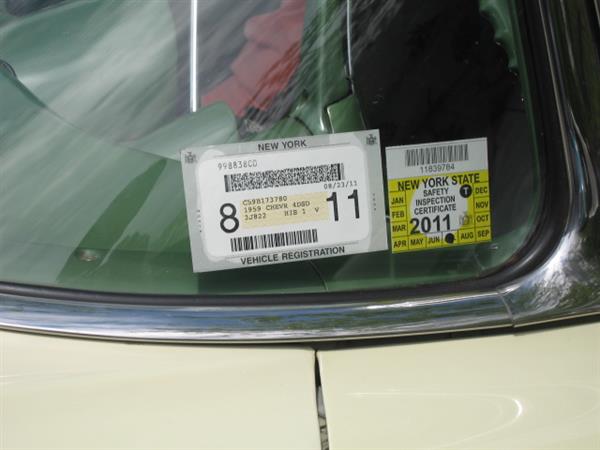 NEW YORK
998838CD
08/23/11
C59B173780
1959 CHEVR 4DSD
3J822 HIS 1 V
8 11
VEHICLE REGISTRATION
11839784
NEW YORK STATE
SAFETY
INSPECTION
CERTIFICATE
2011
T
JAN
FEB
MAR
APR MAY JUN AUG SEP
OCT
NOV
DEC